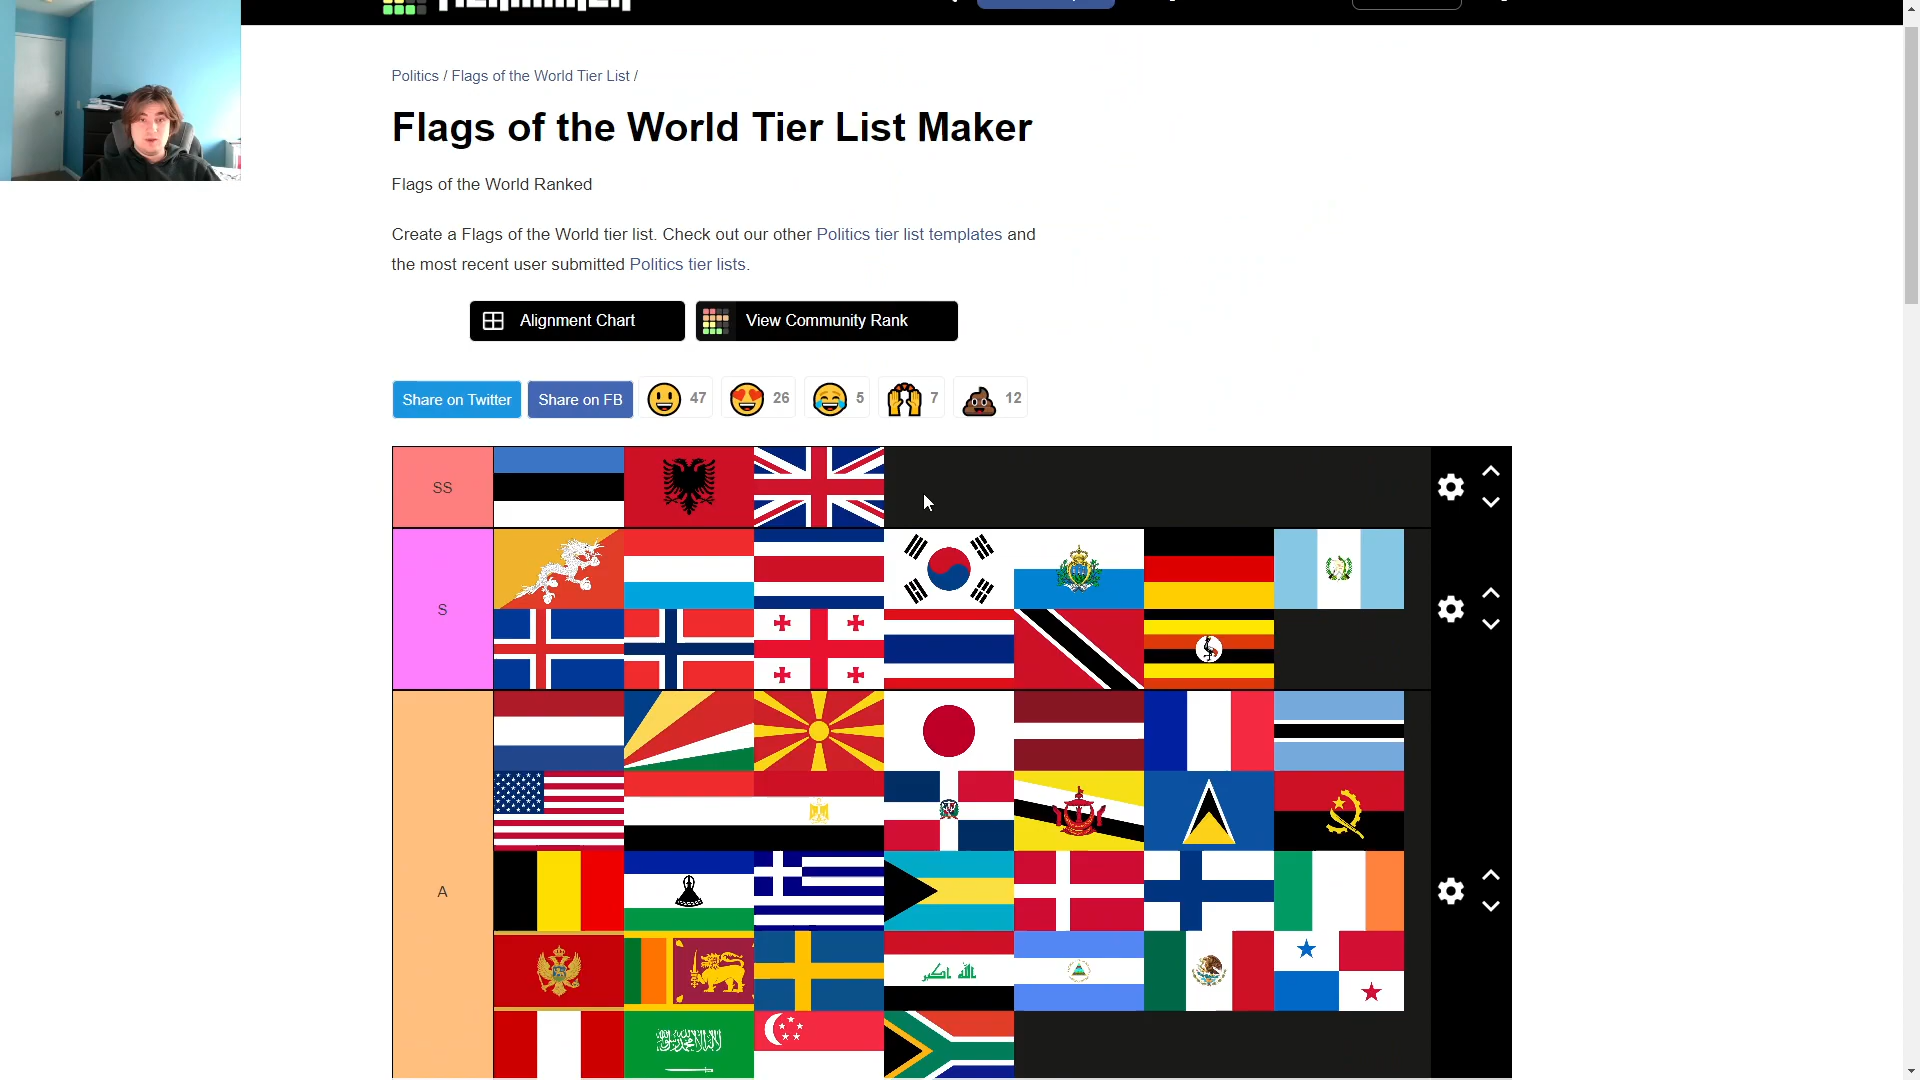 Politics / Flags of the World Tier List /
Flags of the World Tier List Maker
Flags of the World Ranked
Create a Flags of the World tier list. Check out our other Politics tier list templates and
the most recent user submitted Politics tier lists.
Alignment Chart
View Community Rank
Share on Twitter
Share on FB
47
26
5
7
12
SS
S
A
الله اكبر